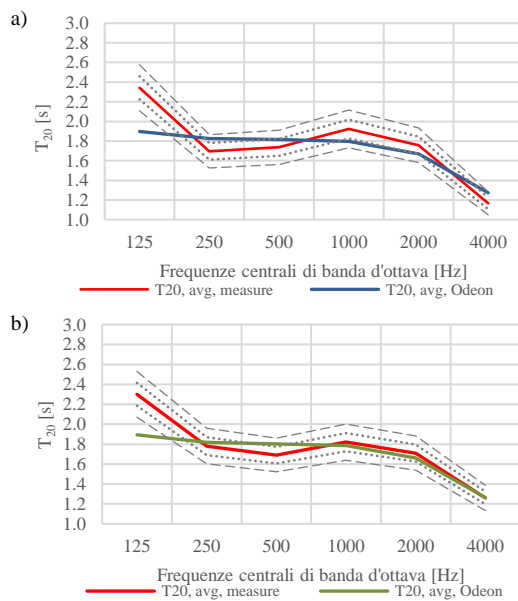 a)
3.0
2.8
2.6
2.4
2.2
2.0
1.8
1.6
1.4
1.2
1.0
T20 [s]
125 250 500 1000 2000 4000
Frequenze centrali di banda d'ottava [Hz]
T20, avg, measure T20, avg, Odeon
b)
3.0
2.8
2.6
2.4
2.2
2.0
1.8
1.6
1.4
1.2
1.0
T20 [s]
125 250 500 1000 2000 4000
Frequenze centrali di banda d'ottava [Hz]
T20, avg, measure T20, avg, Odeon